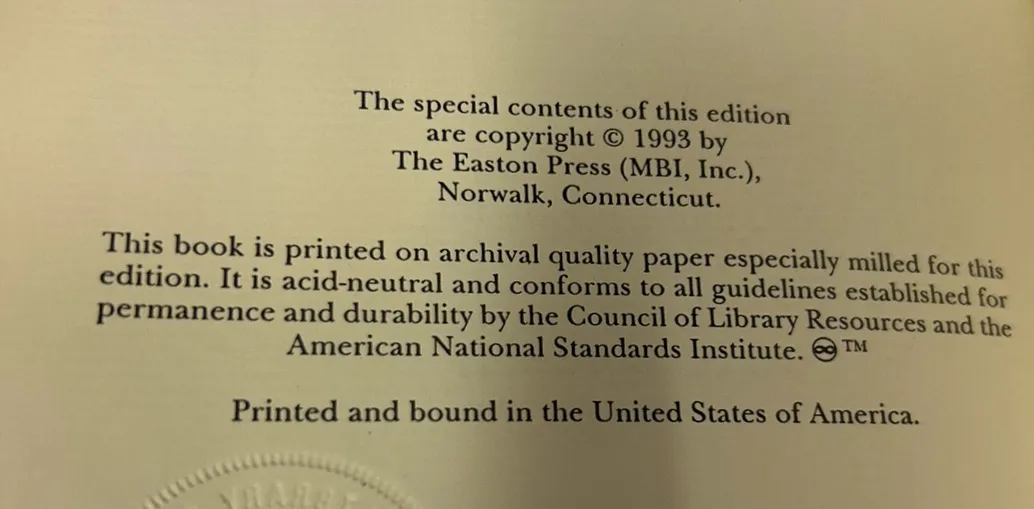 The special contents of this edition
are copyright © 1993 by
The Easton Press (MBI, Inc.),
Norwalk, Connecticut.
This book is printed on archival quality paper especially milled for this
edition. It is acid-neutral and conforms to all guidelines established for
permanence and durability by the Council of Library Resources and the
American National Standards Institute. ♾ ™
Printed and bound in the United States of America.